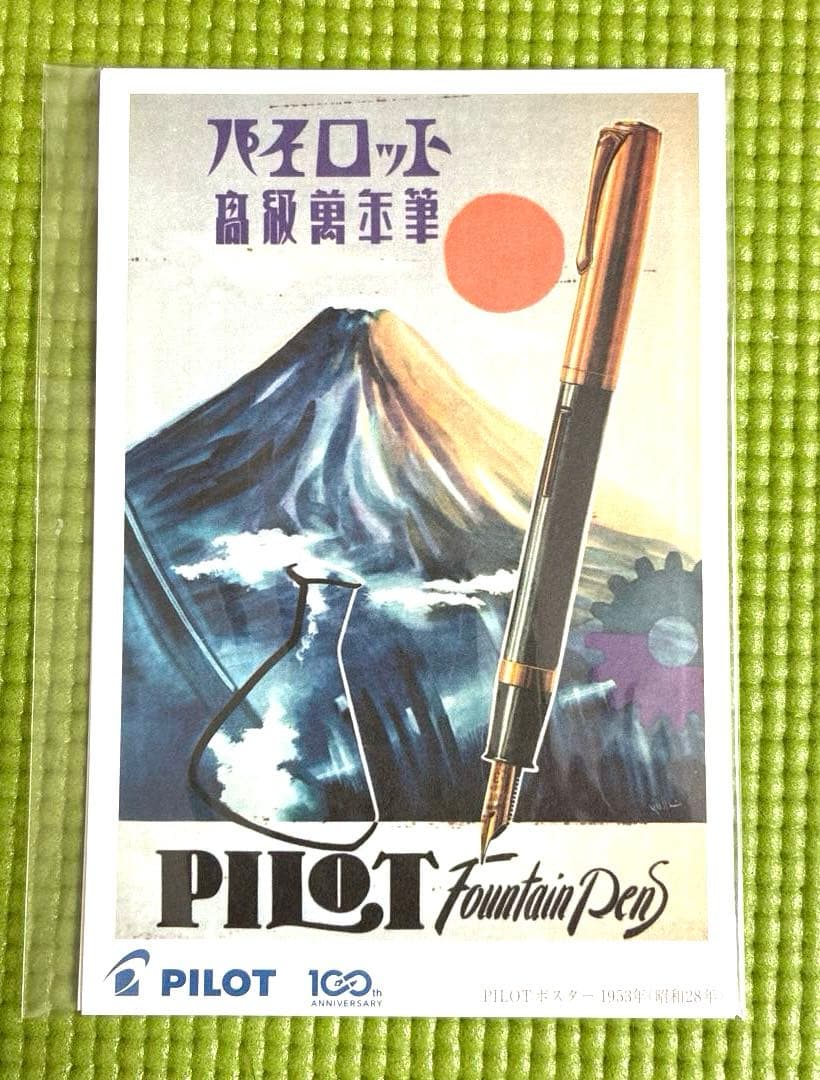 パイロット
高級萬年筆
PILOT Fountain Pens
PILOT 100th ANNIVERSARY
PILOTポスター 1953年(昭和28年)